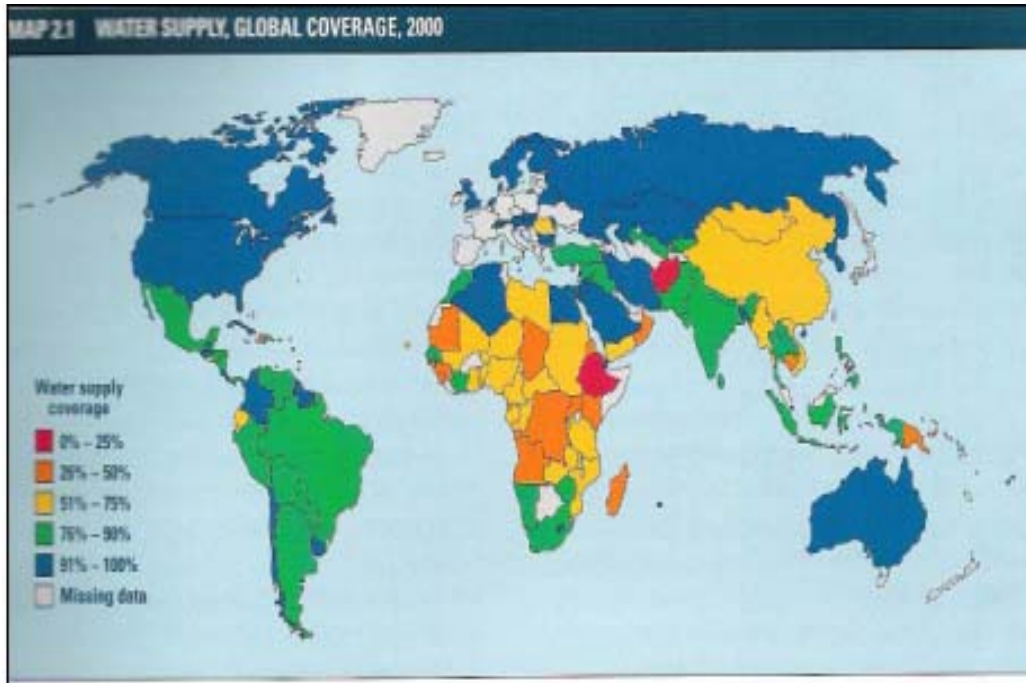 MAP 2.1 WATER SUPPLY, GLOBAL COVERAGE, 2000
Water supply
coverage
0% – 25%
26% – 50%
51% – 75%
76% – 90%
91% – 100%
Missing data